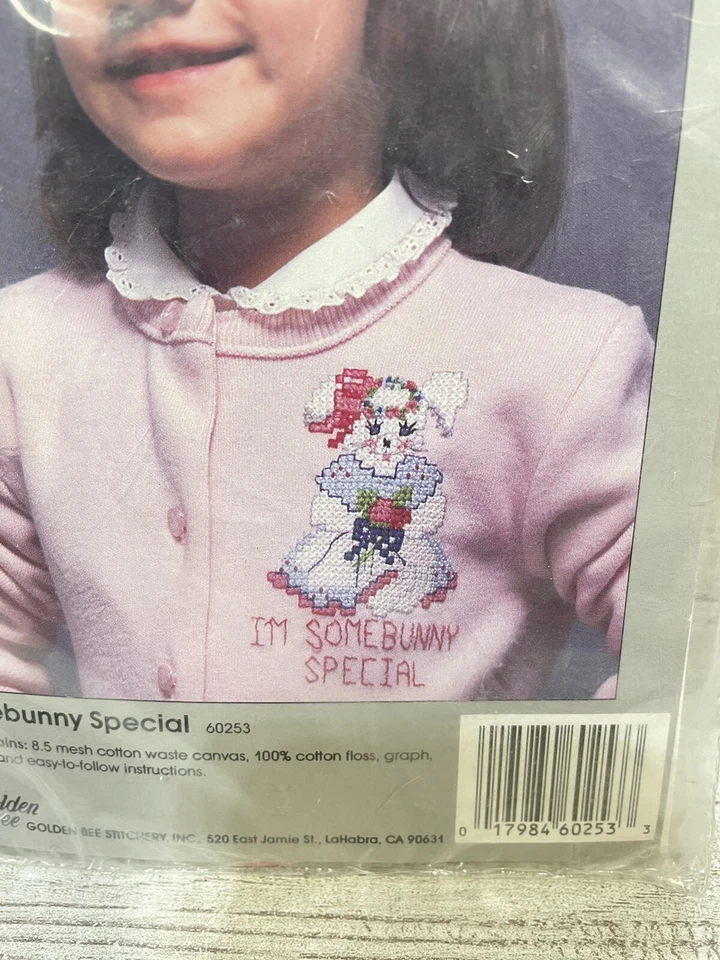 I'M SOMEBUNNY
SPECIAL
ebunny Special 60253
ains: 8.5 mesh cotton waste canvas, 100% cotton floss, graph,
and easy-to-follow instructions.
lden
ee GOLDEN BEE STITCHERY, INC. 520 East Jamie St., LaHabra, CA 90631
0 17984 60253 3